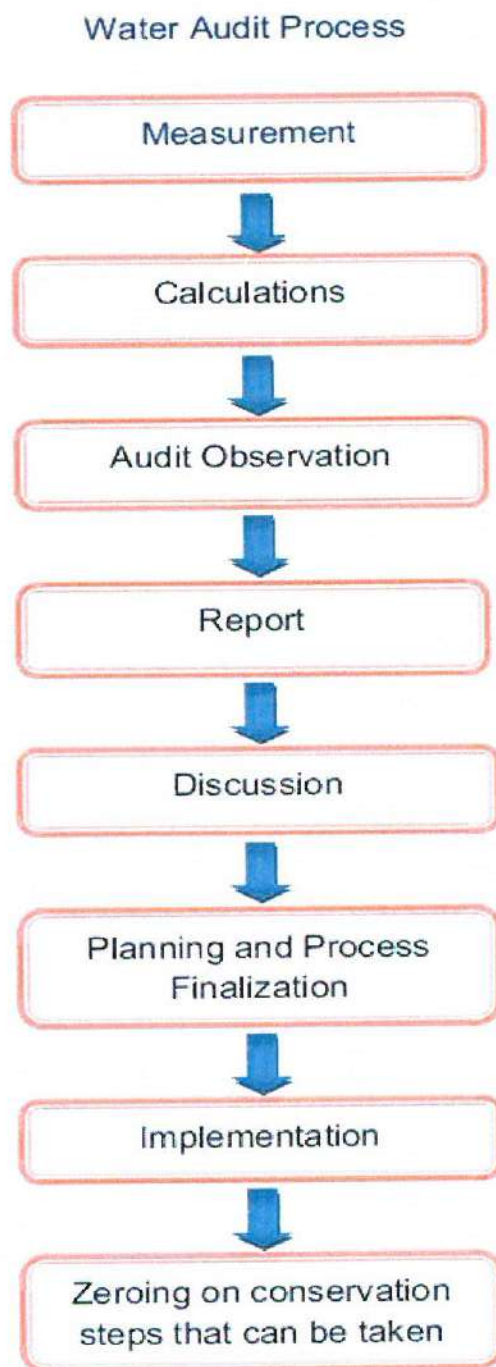 Water Audit Process
Measurement
Calculations
Audit Observation
Report
Discussion
Planning and Process
Finalization
Implementation
Zeroing on conservation
steps that can be taken